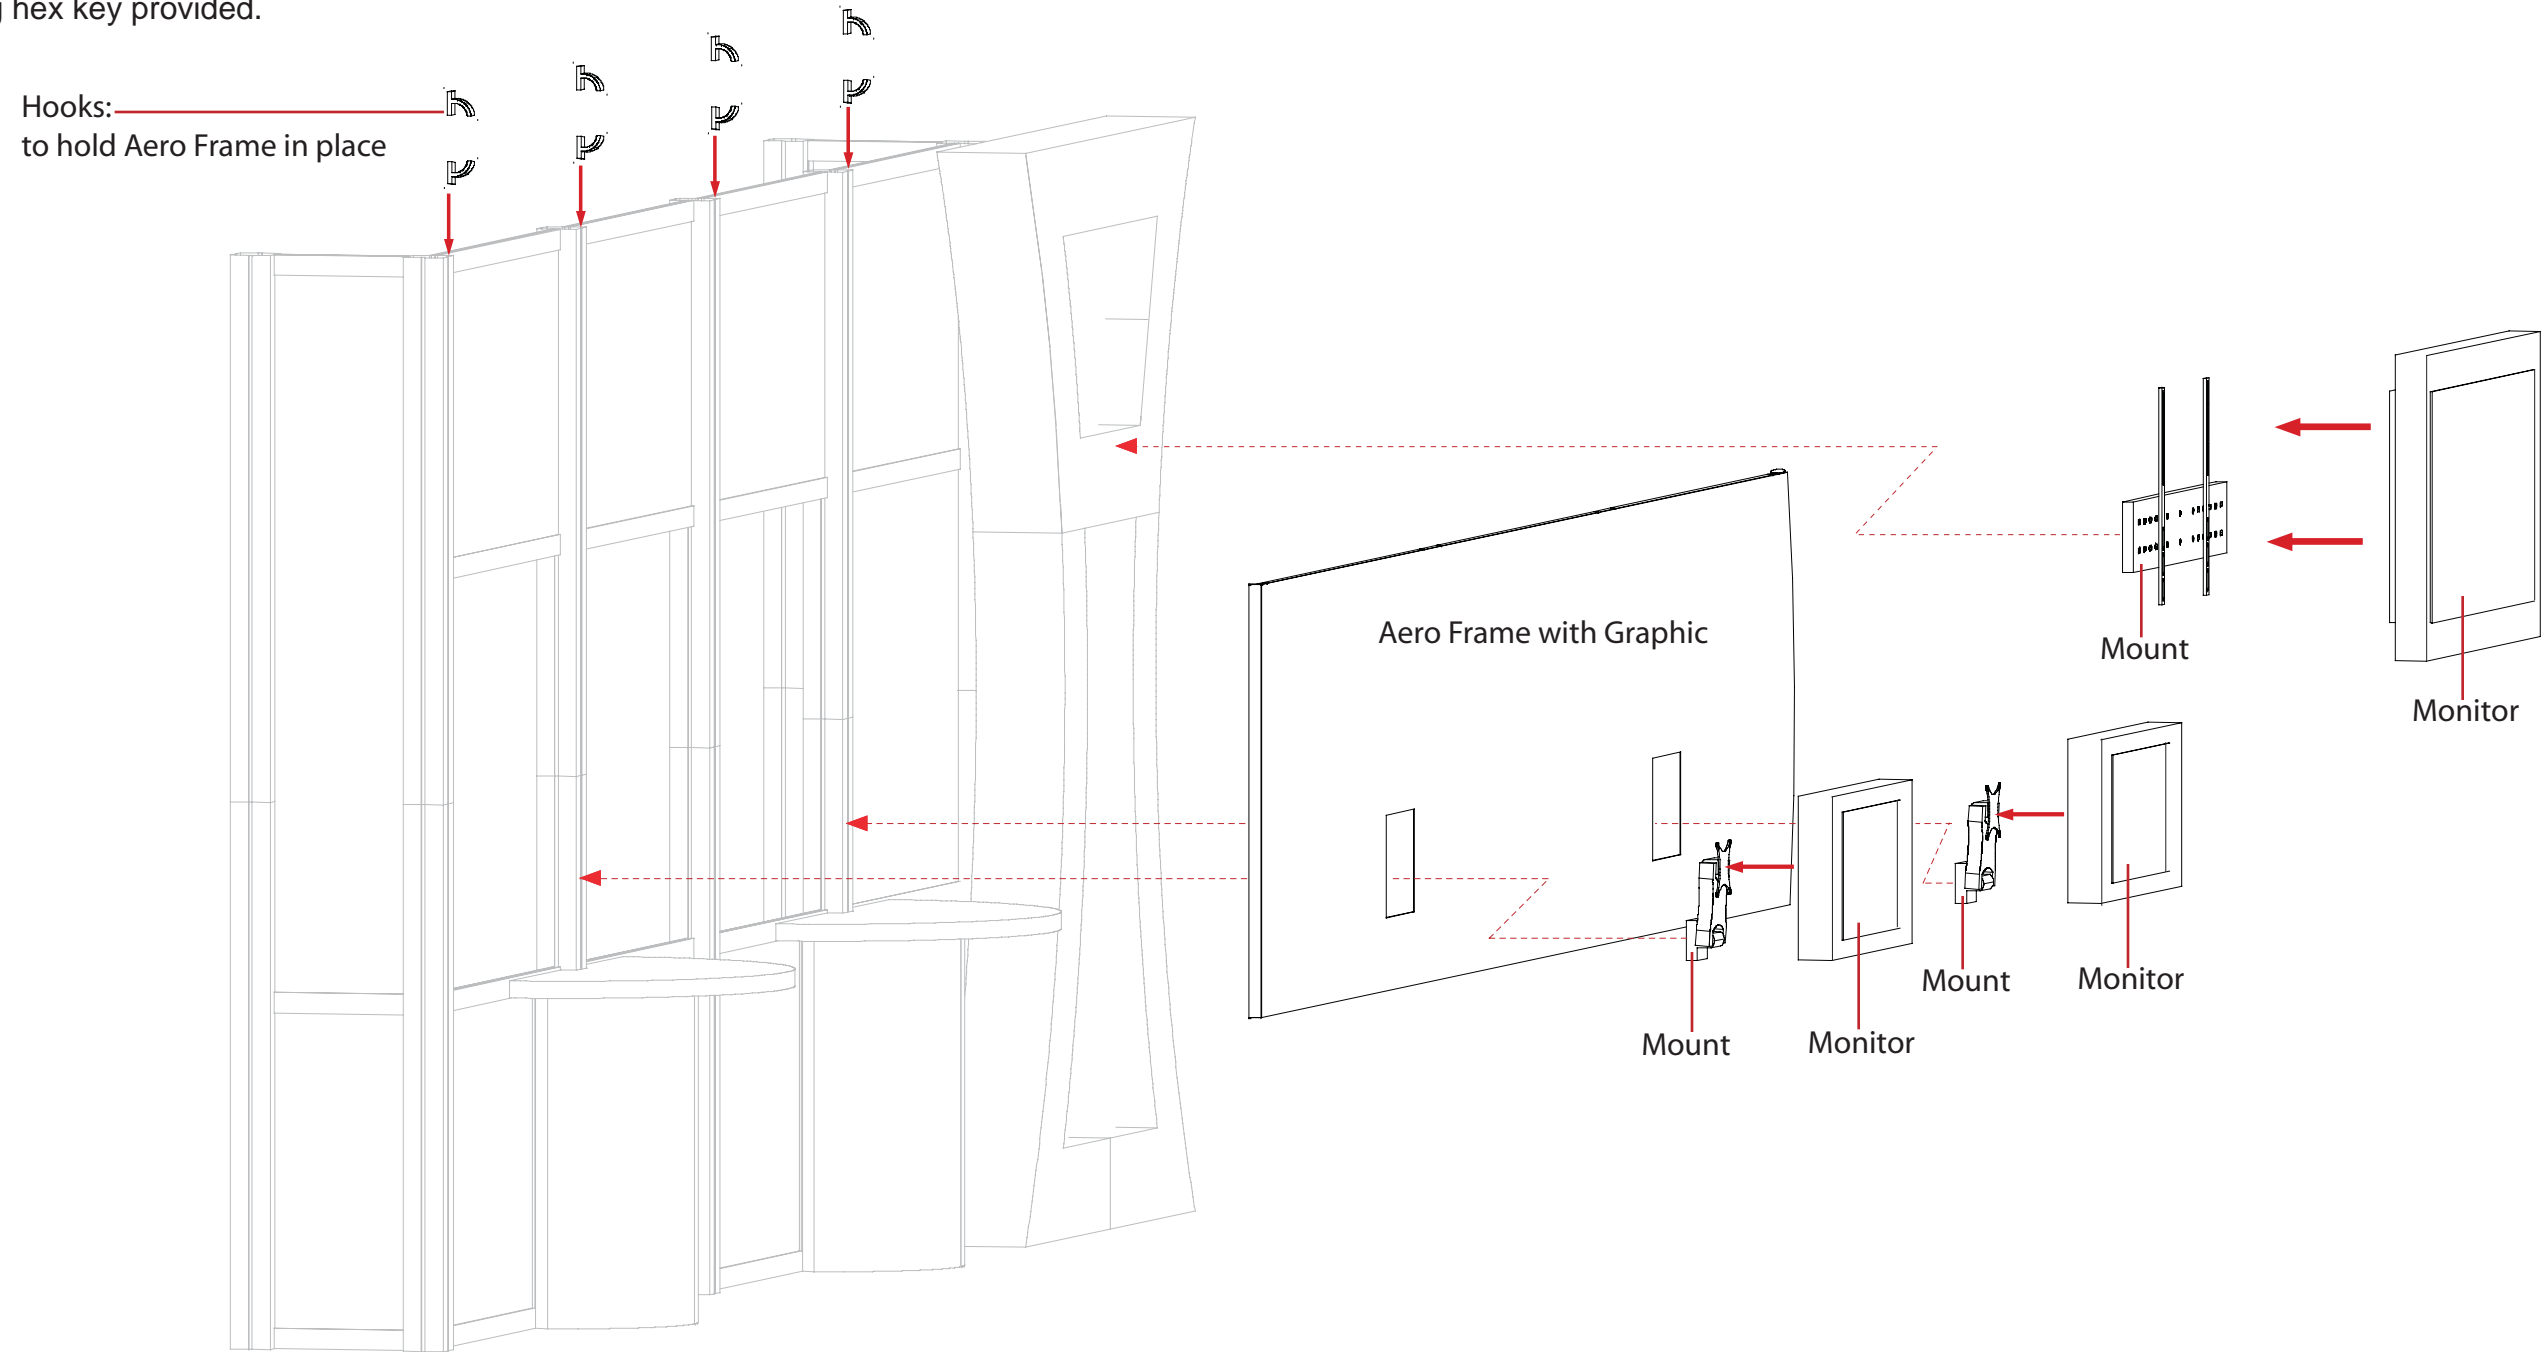 hex key provided.
Hooks:
to hold Aero Frame in place
Aero Frame with Graphic
Mount
Monitor
Mount
Monitor
Mount
Monitor